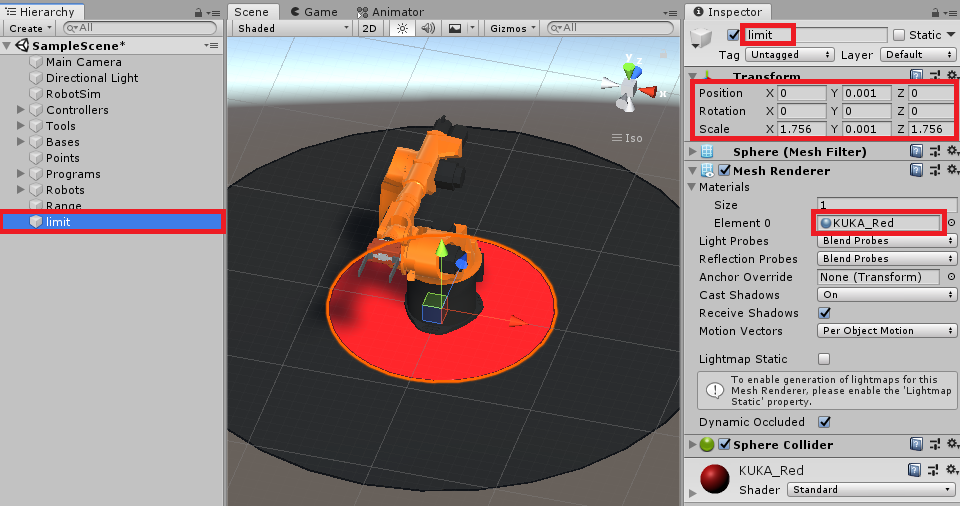 Hierarchy
Create All
SampleScene*
Main Camera
Directional Light
RobotSim
Controllers
Tools
Bases
Points
Programs
Robots
Range
limit
Scene Game Animator
Shaded 2D Gizmos All
y z
x
Iso
Inspector
limit Static
Tag Untagged Layer Default
Transform
Position X 0 Y 0.001 Z 0
Rotation X 0 Y 0 Z 0
Scale X 1.756 Y 0.001 Z 1.756
Sphere (Mesh Filter)
Mesh Renderer
Materials
Size 1
Element 0 KUKA_Red
Light Probes Blend Probes
Reflection Probes Blend Probes
Anchor Override None (Transform)
Cast Shadows On
Receive Shadows
Motion Vectors Per Object Motion
Lightmap Static
To enable generation of lightmaps for this
Mesh Renderer, please enable the 'Lightmap
Static' property.
Dynamic Occluded
Sphere Collider
KUKA_Red
Shader Standard